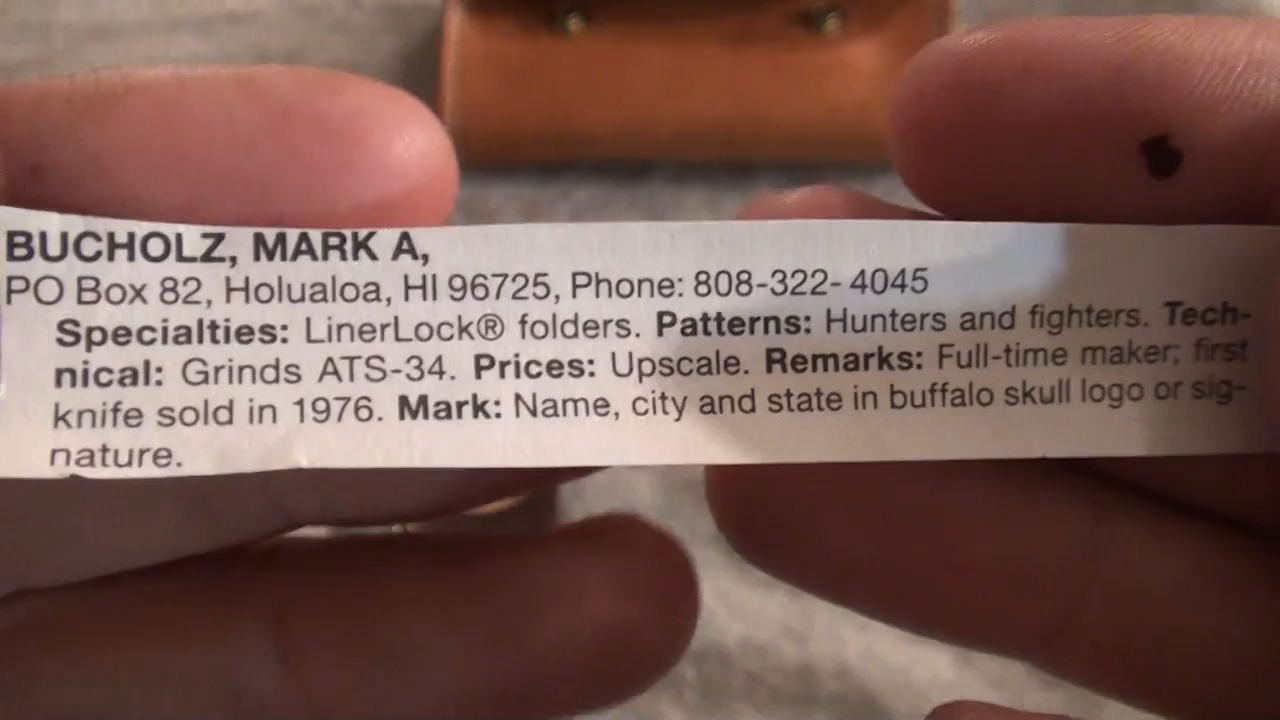 BUCHOLZ, MARK A,
PO Box 82, Holualoa, HI 96725, Phone: 808-322- 4045
Specialties: LinerLock® folders. Patterns: Hunters and fighters. Tech-
nical: Grinds ATS-34. Prices: Upscale. Remarks: Full-time maker; first
knife sold in 1976. Mark: Name, city and state in buffalo skull logo or sig-
nature.